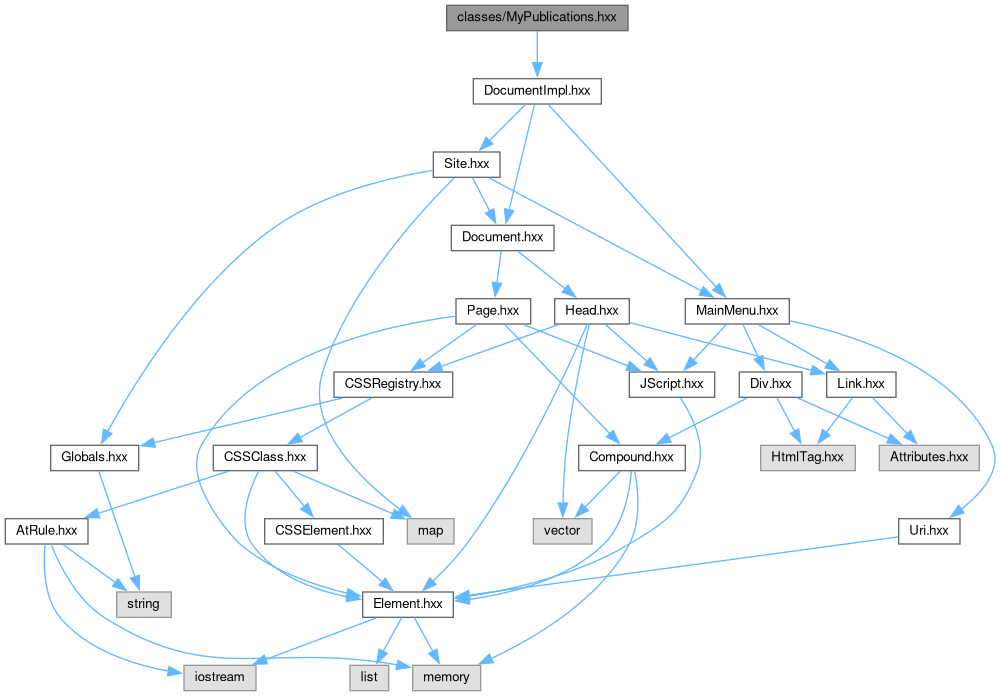 classes/MyPublications.hxx
DocumentImpl.hxx
Site.hxx
Document.hxx
Page.hxx
Head.hxx
MainMenu.hxx
CSSRegistry.hxx
JScript.hxx
Div.hxx
Link.hxx
Globals.hxx
CSSClass.hxx
Compound.hxx
HtmlTag.hxx
Attributes.hxx
AtRule.hxx
CSSElement.hxx
map
vector
Uri.hxx
string
Element.hxx
iostream
list
memory